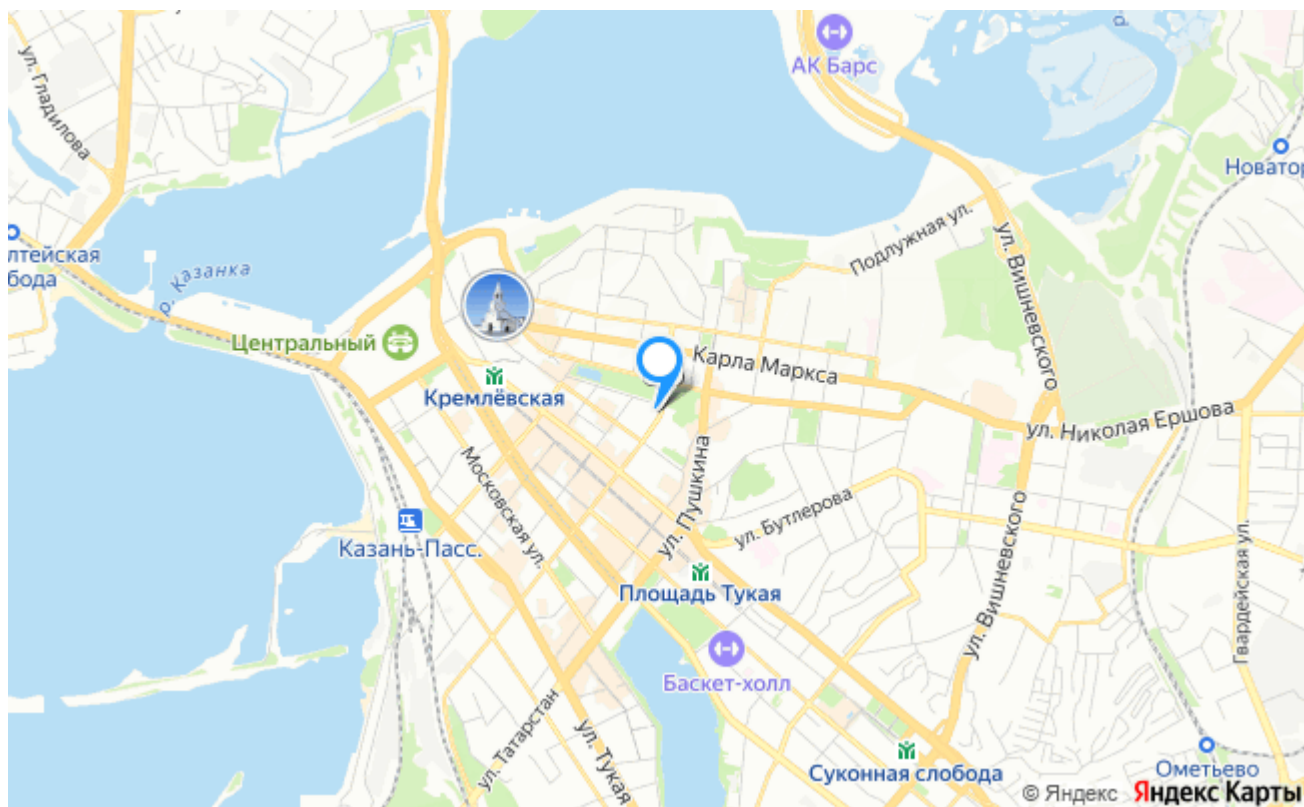 ул. Гладилова
АК Барс
Новатор
Подлужная ул.
ул. Вишневского
лтейская
бода
р. Казанка
Центральный
Карла Маркса
Кремлёвская
ул. Николая Ершова
Московская ул.
ул. Пушкина
ул. Бутлерова
Казань-Пасс.
ул. Вишневского
Гвардейская ул.
Площадь Тукая
Баскет-холл
ул. Татарстан
ул. Тукая
Суконная слобода
Ометьево
© Яндекс Яндекс Карты